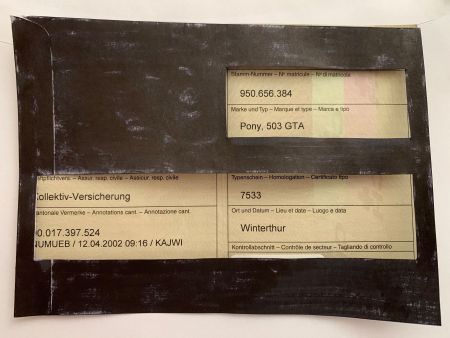 Stamm-Nummer – Nº matricule – Nº di matricola
950.656.384
Marke und Typ – Marque et type – Marca e tipo
Pony, 503 GTA
– Assur. resp. civile – Assicur. resp. civile
Kollektiv-Versicherung
Kantonale Vermerke – Annotations cant. – Annotazione cant.
00.017.397.524
NUMUEB / 12.04.2002 09:16 / KAJWI
Typenschein – Homologation – Certificato tipo
7533
Ort und Datum – Lieu et date – Luogo e data
Winterthur
Kontrollabschnitt – Contrôle de secteur – Tagliando di controllo